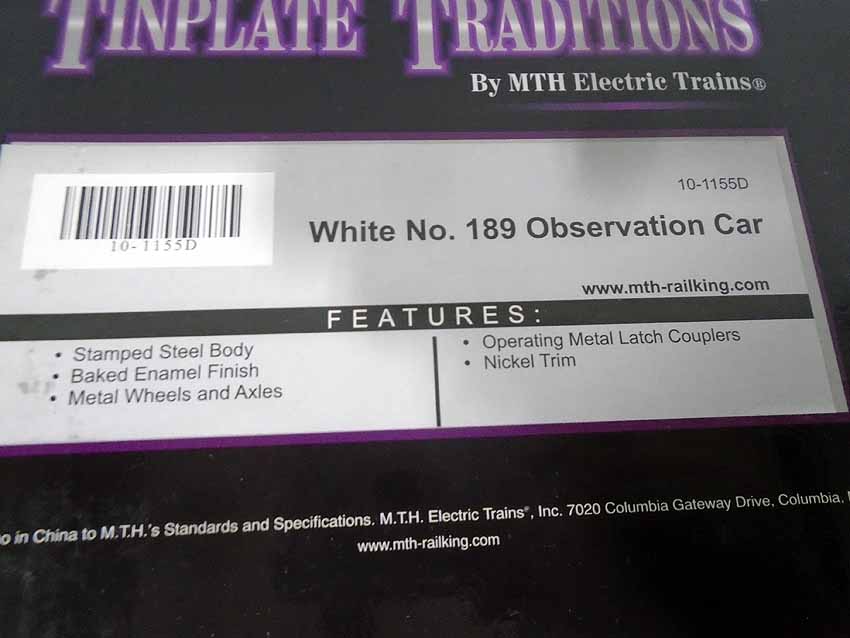 TINPLATE TRADITIONS
By MTH Electric Trains®
10-1155D
10-1155D
White No. 189 Observation Car
www.mth-railking.com
FEATURES:
• Stamped Steel Body
• Baked Enamel Finish
• Metal Wheels and Axles
• Operating Metal Latch Couplers
• Nickel Trim
in China to M.T.H.'s Standards and Specifications. M.T.H. Electric Trains®, Inc. 7020 Columbia Gateway Drive, Columbia,
www.mth-railking.com